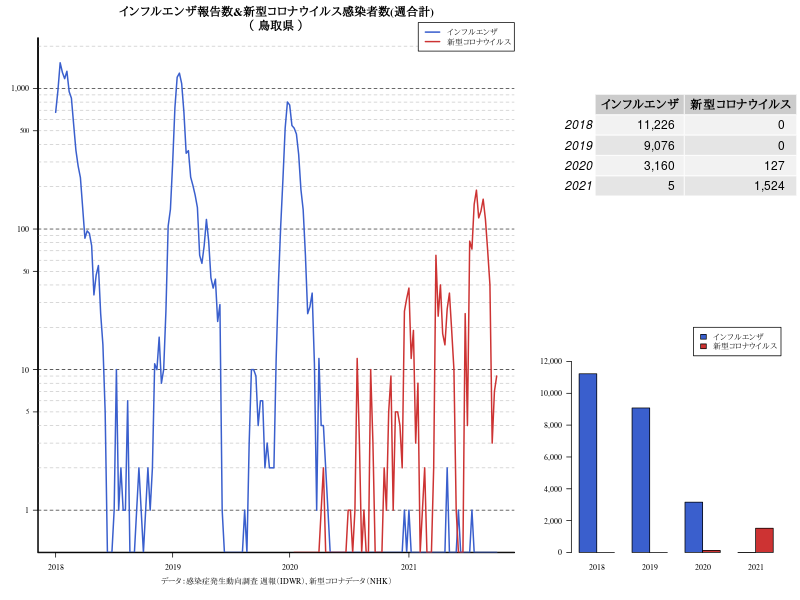 インフルエンザ報告数&新型コロナウイルス感染者数(週合計)
( 鳥取県 )
インフルエンザ
新型コロナウイルス
1,000
500
100
50
10
5
1
2018
2019
2020
2021
データ:感染症発生動向調査 週報(IDWR)、新型コロナデータ(NHK)
インフルエンザ 新型コロナウイルス
2018 11,226 0
2019 9,076 0
2020 3,160 127
2021 5 1,524
インフルエンザ
新型コロナウイルス
12,000
10,000
8,000
6,000
4,000
2,000
0
2018
2019
2020
2021